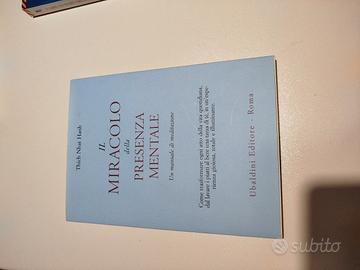 Thich Nhat Hanh
IL
MIRACOLO
della
PRESENZA
MENTALE
Un manuale di meditazione
Come trasformare ogni atto della vita quotidiana,
dal lavare i piatti al bere una tazza di tè, in un'espe-
rienza gioiosa, totale e illuminante.
Ubaldini Editore - Roma
subito